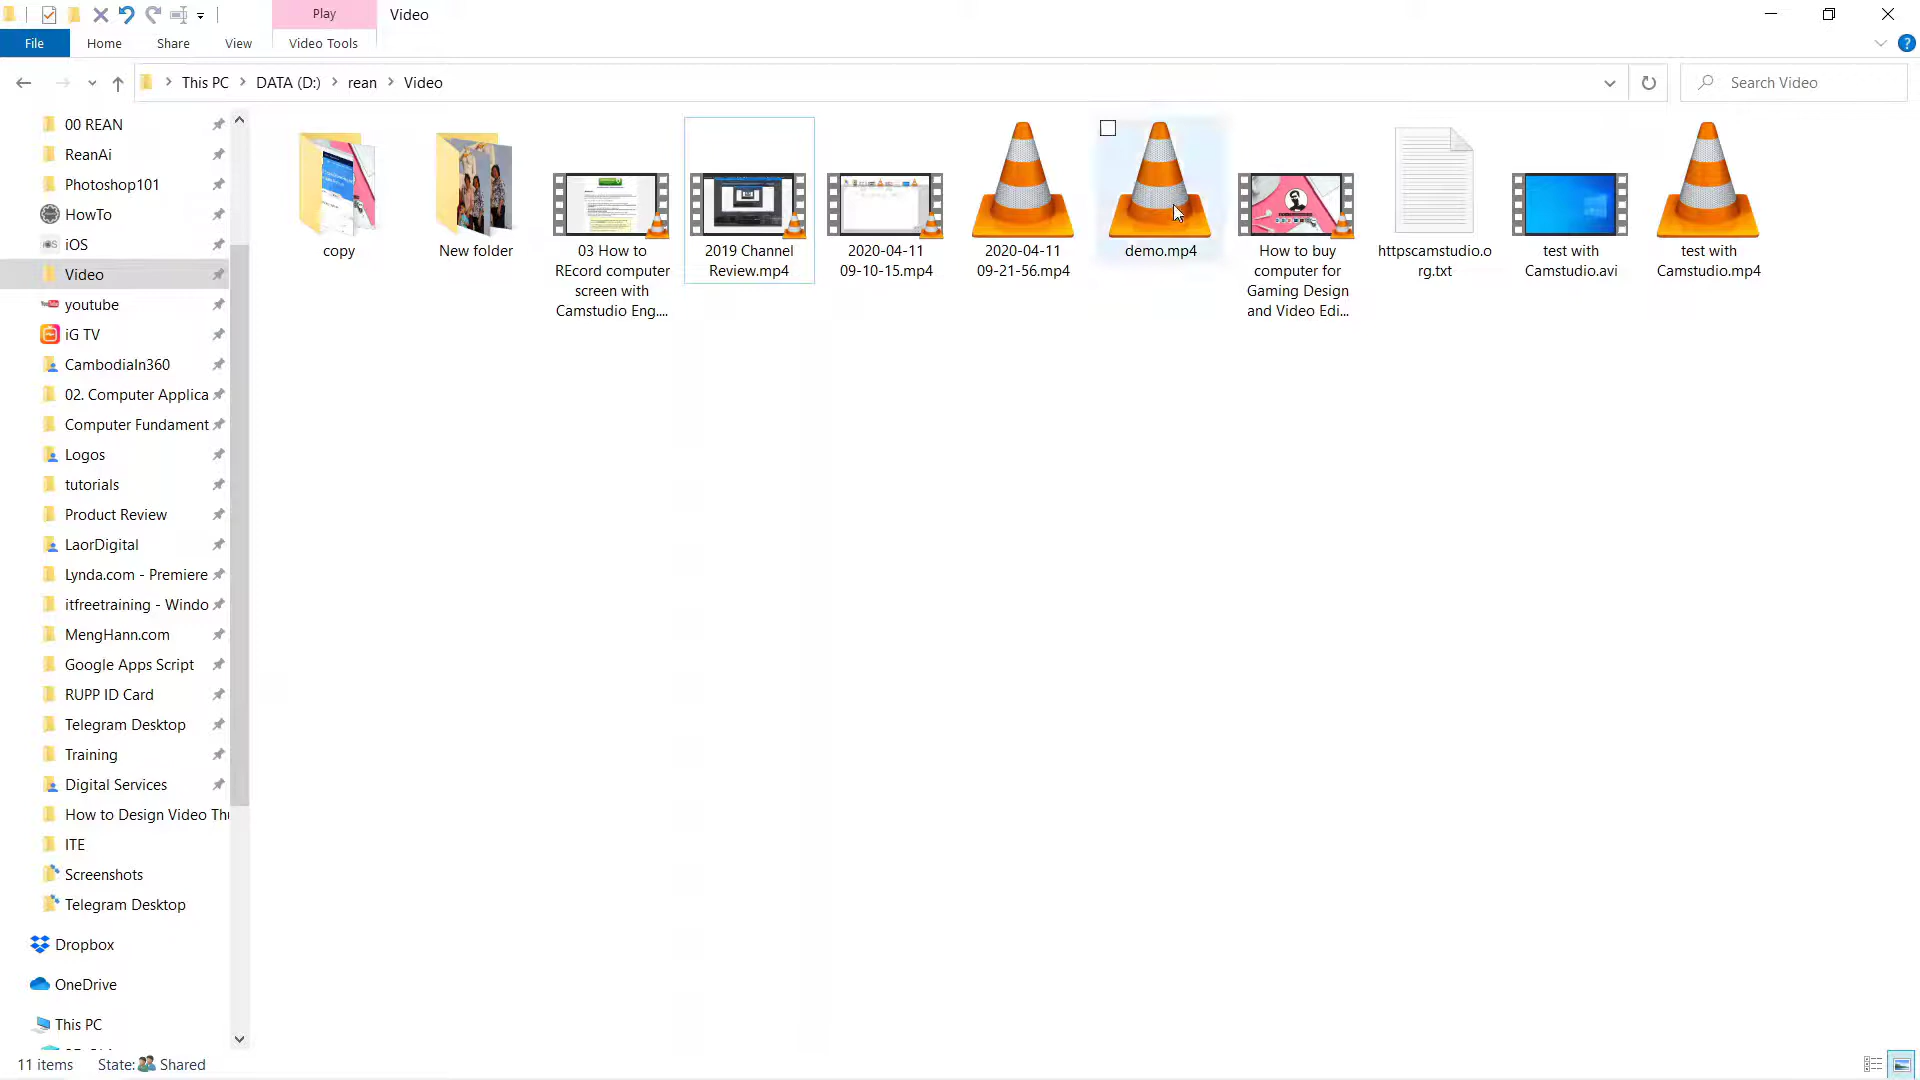 Play
Video
File
Home
Share
View
Video Tools
This PC
DATA (D:)
rean
Video
Search Video
00 REAN
ReanAi
Photoshop101
HowTo
iOS
Video
youtube
iG TV
CambodiaIn360
02. Computer Applica
Computer Fundament
Logos
tutorials
Product Review
LaorDigital
Lynda.com - Premiere
itfreetraining - Windo
MengHann.com
Google Apps Script
RUPP ID Card
Telegram Desktop
Training
Digital Services
How to Design Video Thu
ITE
Screenshots
Telegram Desktop
Dropbox
OneDrive
This PC
copy
New folder
03 How to
REcord computer
screen with
Camstudio Eng....
2019 Channel
Review.mp4
2020-04-11
09-10-15.mp4
2020-04-11
09-21-56.mp4
demo.mp4
How to buy
computer for
Gaming Design
and Video Edi...
httpscamstudio.o
rg.txt
test with
Camstudio.avi
test with
Camstudio.mp4
11 items
State:
Shared